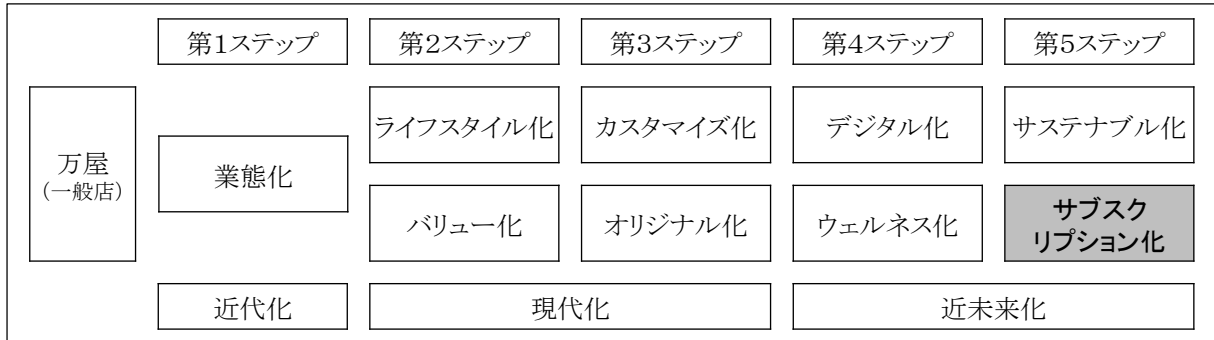 第1ステップ
第2ステップ
第3ステップ
第4ステップ
第5ステップ
万屋
（一般店）
業態化
ライフスタイル化
カスタマイズ化
デジタル化
サステナブル化
バリュー化
オリジナル化
ウェルネス化
サブスク
リプション化
近代化
現代化
近未来化